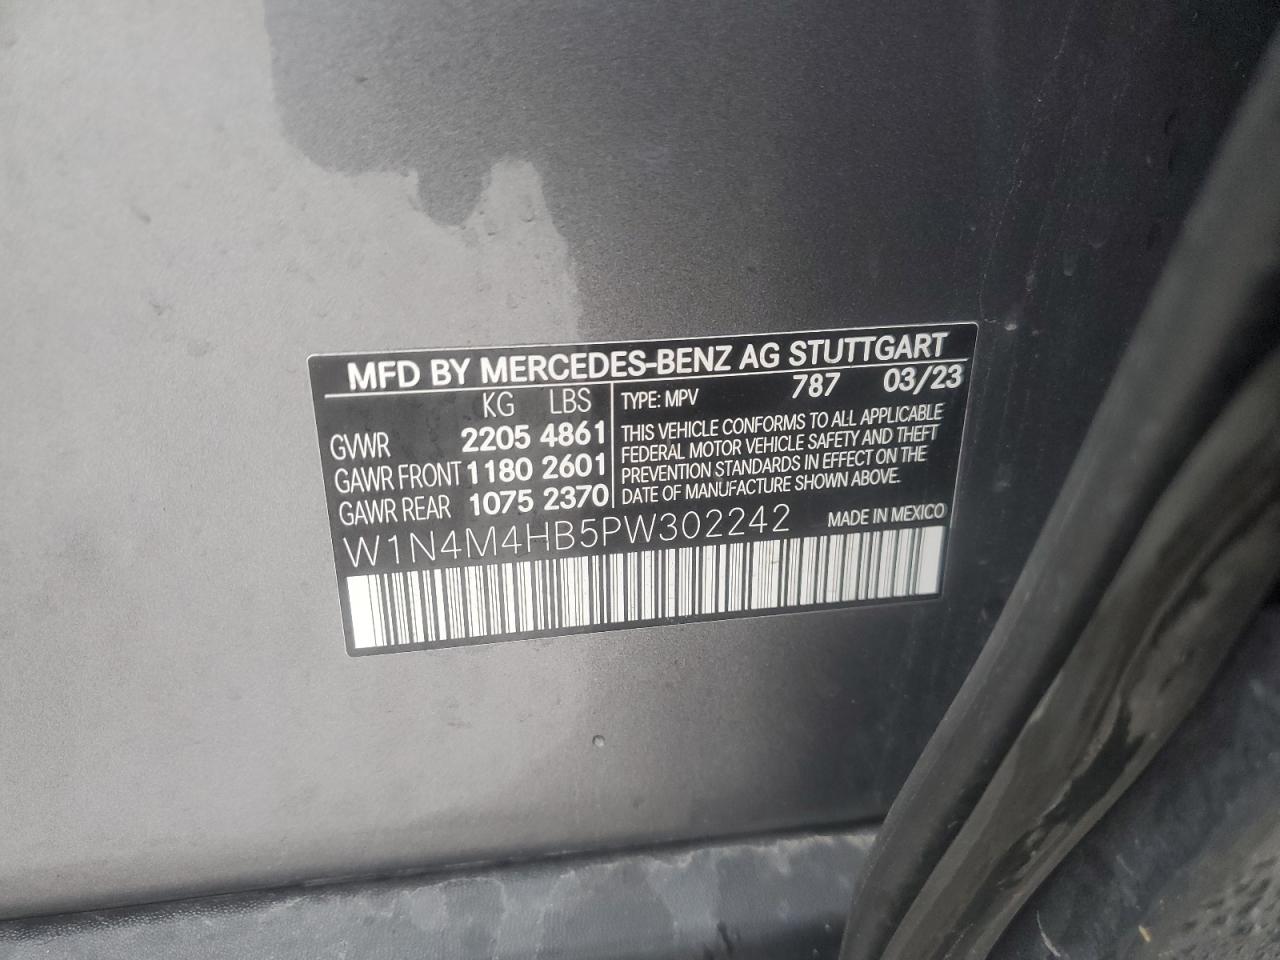 MFD BY MERCEDES-BENZ AG STUTTGART
KG LBS
GVWR 2205 4861
GAWR FRONT 1180 2601
GAWR REAR 1075 2370
TYPE: MPV 787 03/23
THIS VEHICLE CONFORMS TO ALL APPLICABLE
FEDERAL MOTOR VEHICLE SAFETY AND THEFT
PREVENTION STANDARDS IN EFFECT ON THE
DATE OF MANUFACTURE SHOWN ABOVE.
W1N4M4HB5PW302242 MADE IN MEXICO